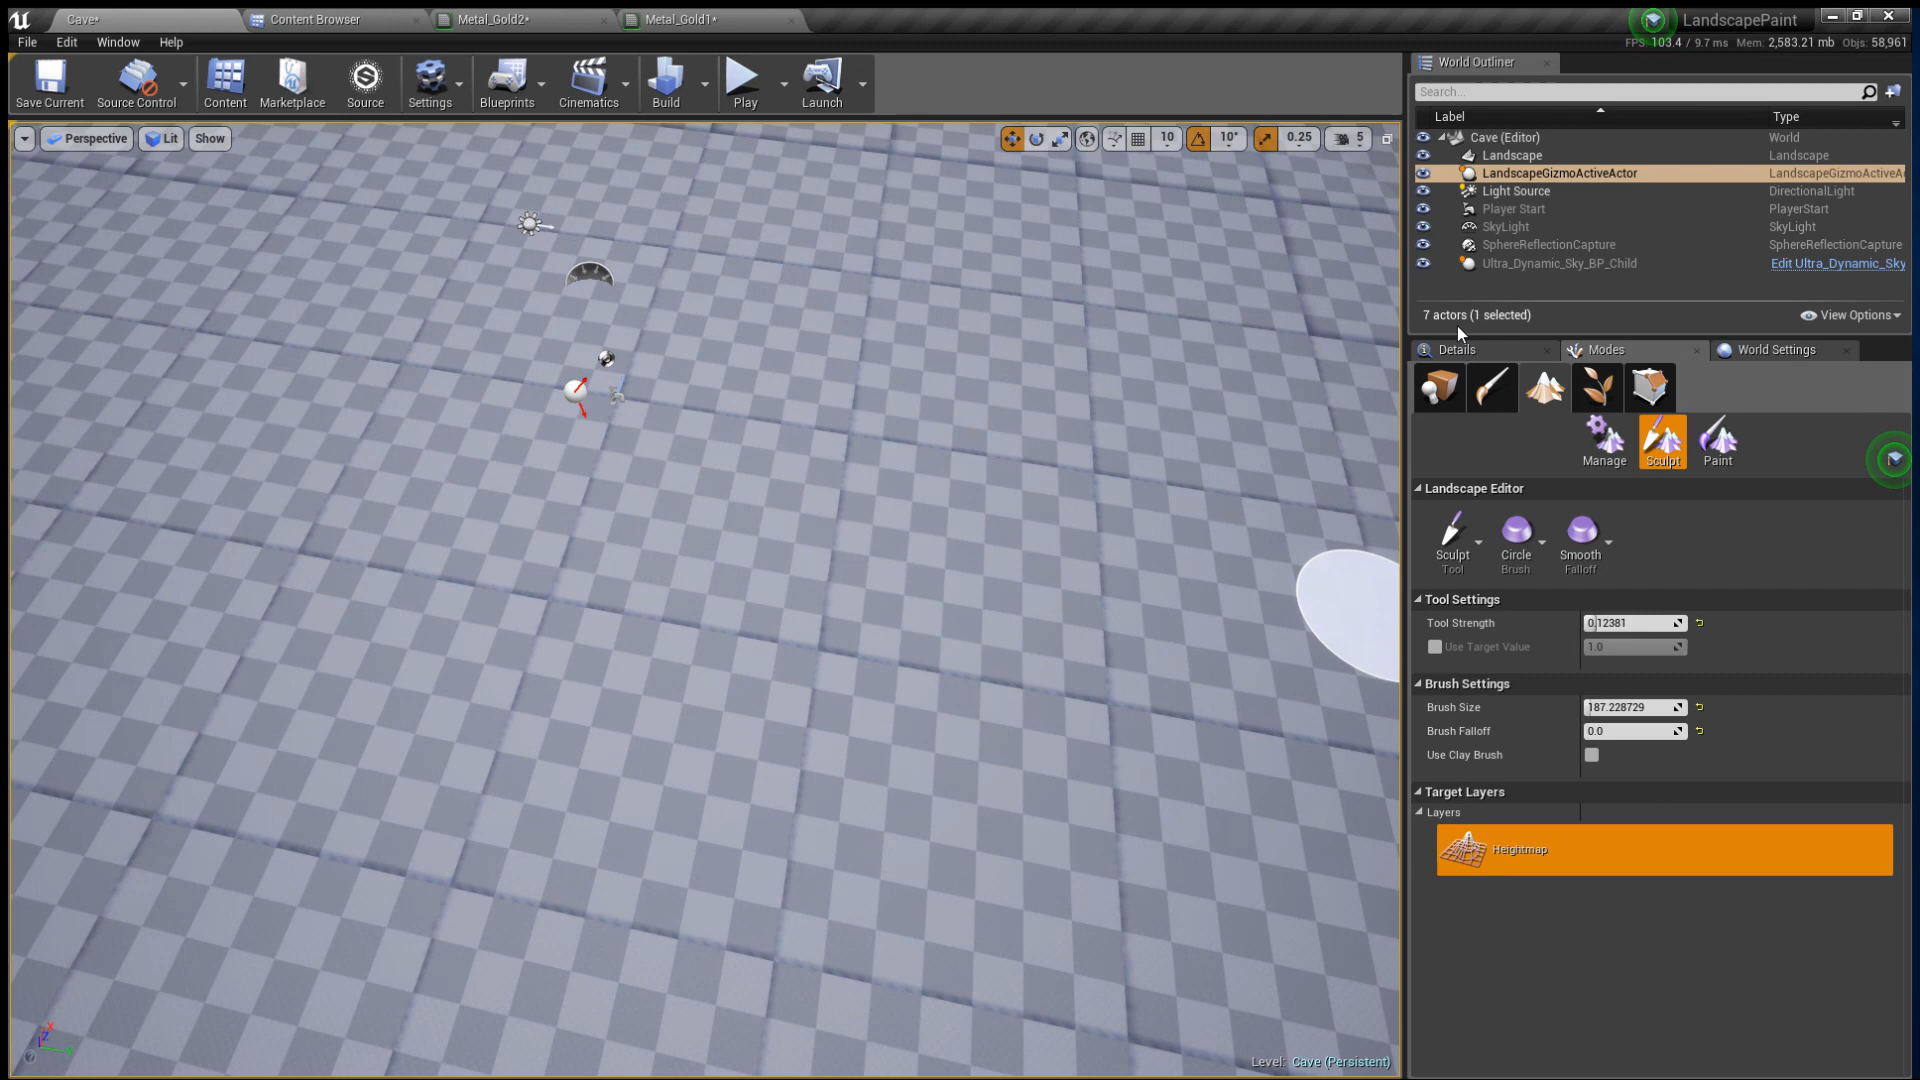 Cave*
Content Browser
Metal_Gold2*
Metal_Gold1*
LandscapePaint
File
Edit
Window
Help
FPS: 103.4 / 9.7 ms Mem: 2,583.21 mb Objs: 58,961
Save Current
Source Control
Content
Marketplace
Source
Settings
Blueprints
Cinematics
Build
Play
Launch
World Outliner
Search...
Label
Type
Perspective
Lit
Show
10
10°
0.25
5
Cave (Editor)
World
Landscape
Landscape
LandscapeGizmoActiveActor
LandscapeGizmoActiveA
Light Source
DirectionalLight
Player Start
PlayerStart
SkyLight
SkyLight
SphereReflectionCapture
SphereReflectionCapture
Ultra_Dynamic_Sky_BP_Child
Edit Ultra_Dynamic_Sky
7 actors (1 selected)
View Options
Details
Modes
World Settings
Manage
Sculpt
Paint
Landscape Editor
Sculpt
Tool
Circle
Brush
Smooth
Falloff
Tool Settings
Tool Strength
0.12381
Use Target Value
1.0
Brush Settings
Brush Size
187.228729
Brush Falloff
0.0
Use Clay Brush
Target Layers
Layers
Heightmap
X
Z
Level: Cave (Persistent)